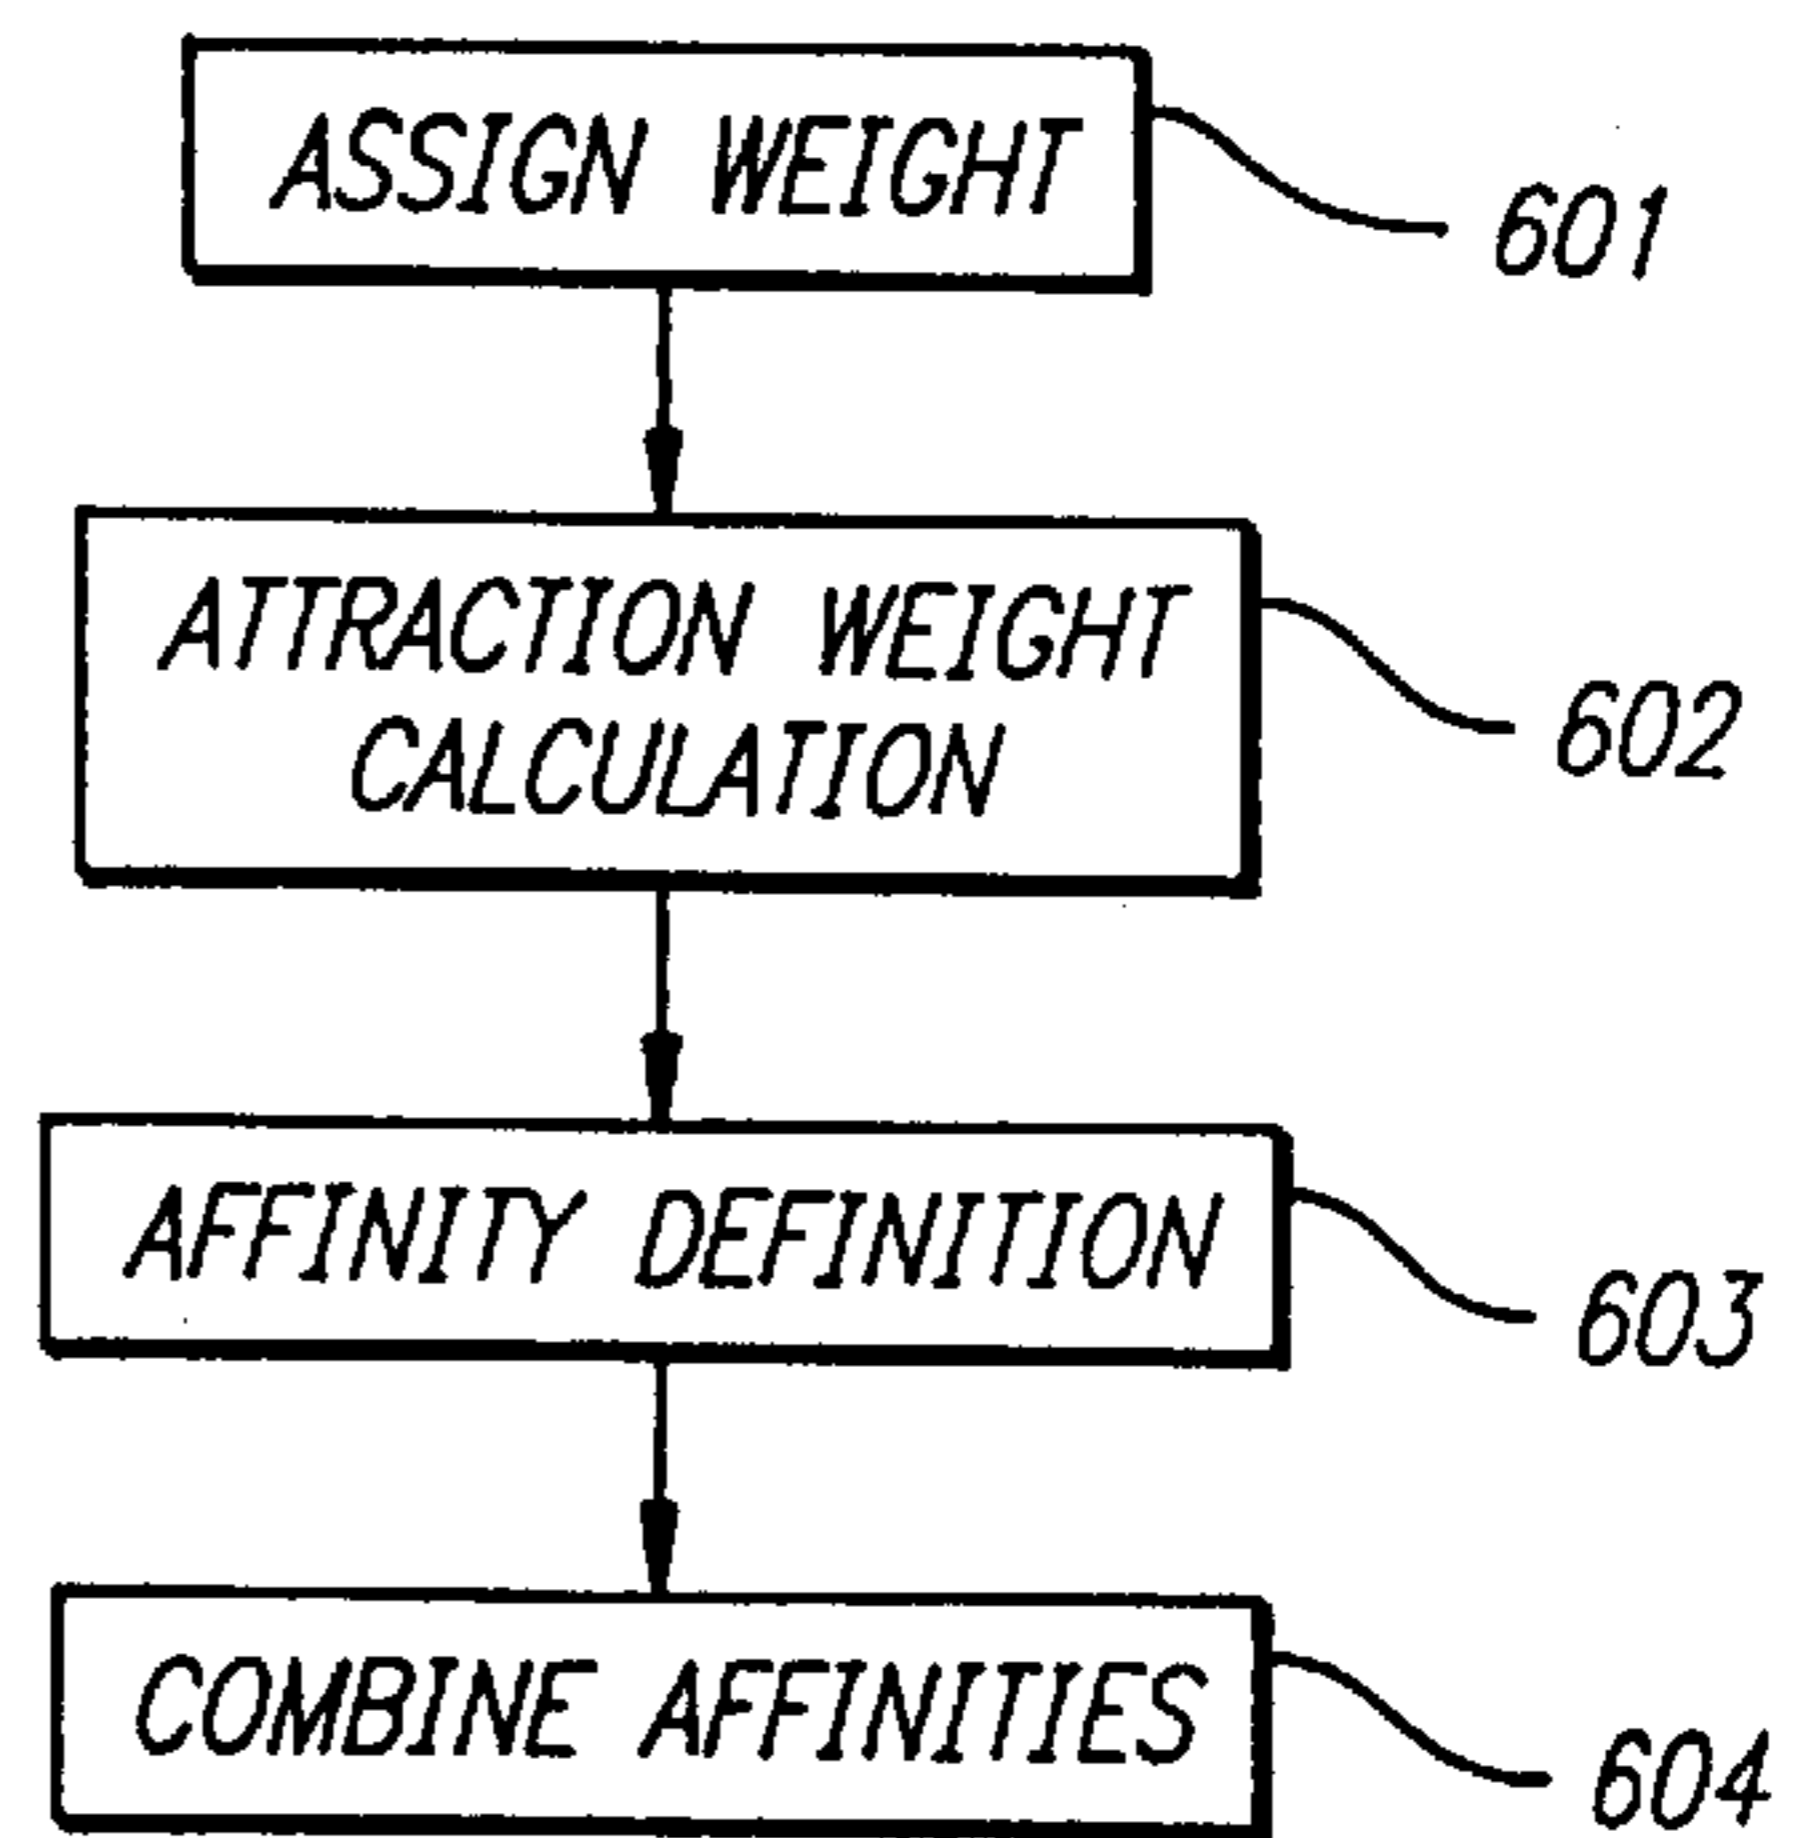 ASSIGN WEIGHT
601
ATTRACTION WEIGHT
CALCULATION
602
AFFINITY DEFINITION
603
COMBINE AFFINITIES
604